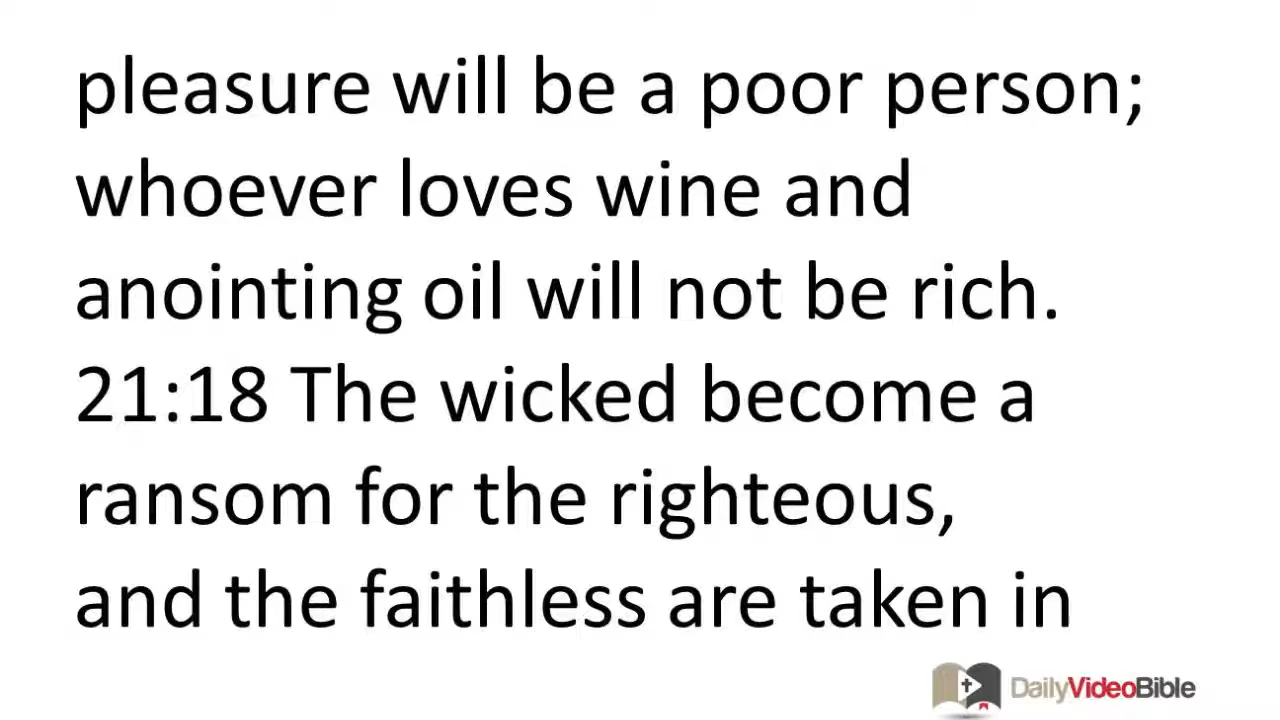 pleasure will be a poor person;
whoever loves wine and
anointing oil will not be rich.
21:18 The wicked become a
ransom for the righteous,
and the faithless are taken in
DailyVideoBible